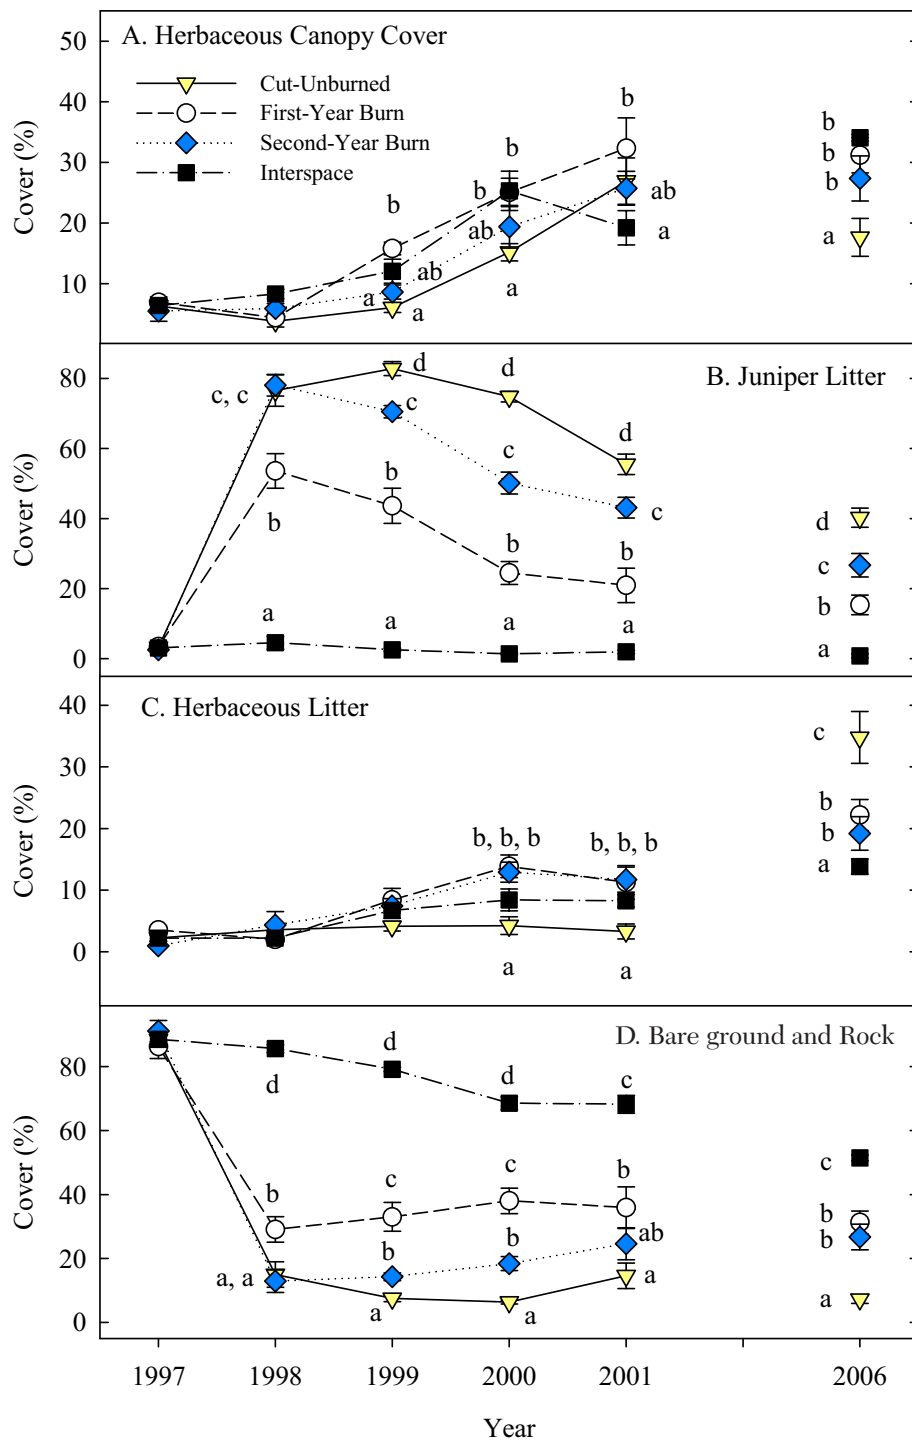 A. Herbaceous Canopy Cover
Cut-Unburned
First-Year Burn
Second-Year Burn
Interspace
Cover (%)
50
40
30
20
10
b
b
b
b
ab
a
a
ab
a
b
ab
a
b
b
b
a
B. Juniper Litter
Cover (%)
80
60
40
20
0
c, c
b
a
d
c
b
a
d
c
b
a
d
c
b
a
d
c
b
a
C. Herbaceous Litter
Cover (%)
40
30
20
10
0
b, b, b
a
b, b, b
a
c
b
b
a
D. Bare ground and Rock
Cover (%)
80
60
40
20
0
d
b
a, a
d
c
b
a
d
c
b
a
c
b
ab
a
c
b
b
a
1997 1998 1999 2000 2001 2006
Year